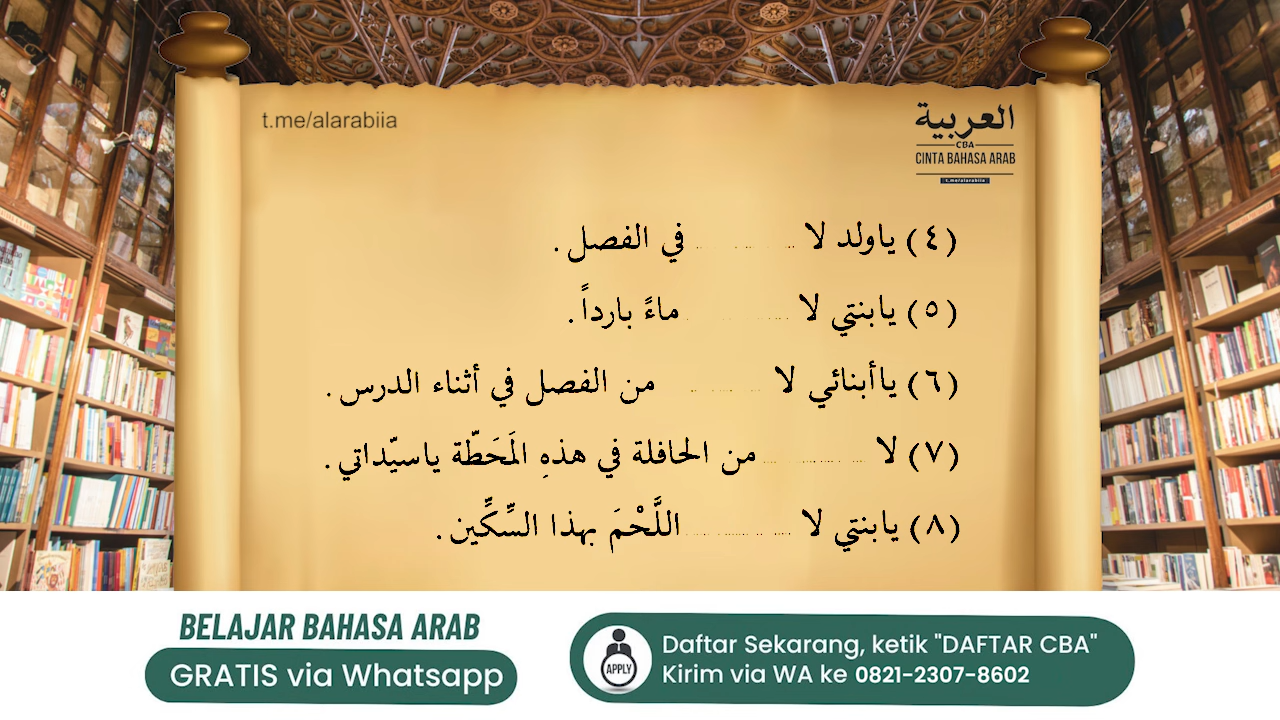 t.me/alarabiia
العربية
CBA
CINTA BAHASA ARAB
t.me/alarabiia
(٤) ياولد لا ........ في الفصل .
(٥) يابنتي لا ........ ماءً بارداً .
(٦) ياأبنائي لا ........ من الفصل في أثناء الدرس .
(٧) لا ........ من الحافلة في هذهِ المَحَطّة ياسيّداتي .
(٨) يابنتي لا ........ اللَّحْمَ بهذا السِّكِّين .
BELAJAR BAHASA ARAB
GRATIS via Whatsapp
APPLY
Daftar Sekarang, ketik "DAFTAR CBA"
Kirim via WA ke 0821-2307-8602